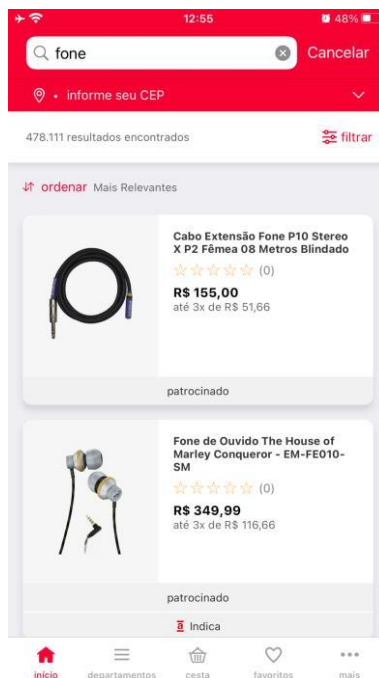 12:55
48%
fone
Cancelar
informe seu CEP
478.111 resultados encontrados
filtrar
ordenar Mais Relevantes
Cabo Extensão Fone P10 Stereo
X P2 Fêmea 08 Metros Blindado
(0)
R$ 155,00
até 3x de R$ 51,66
patrocinado
Fone de Ouvido The House of
Marley Conqueror - EM-FE010-
SM
(0)
R$ 349,99
até 3x de R$ 116,66
patrocinado
a Indica
início departamentos cesta favoritos mais